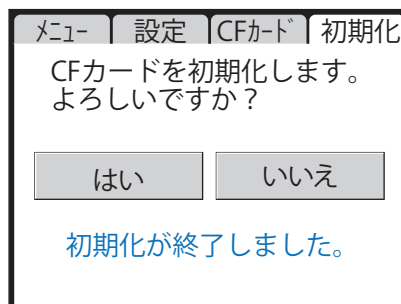 ﾒﾆｭｰ 設定 CFｶｰﾄﾞ 初期化
CFカードを初期化します。
よろしいですか？
はい いいえ
初期化が終了しました。